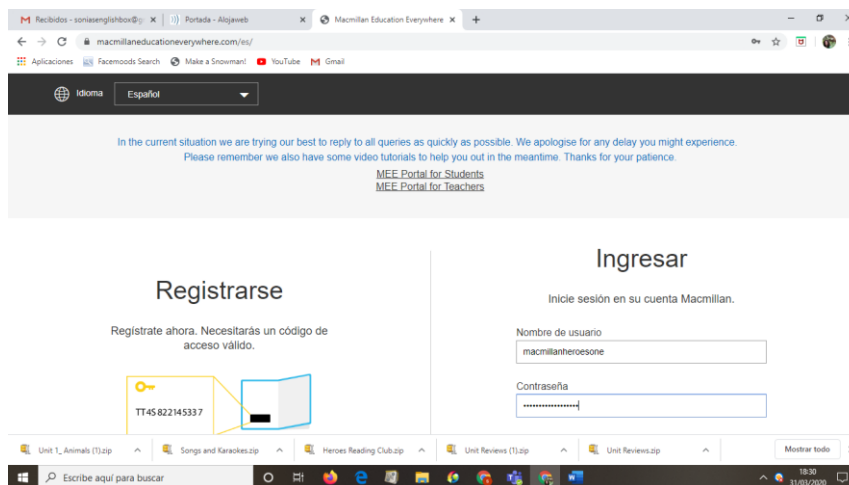 Recibidos - soniasenglishbox@g
Portada - Alojaweb
Macmillan Education Everywhere
macmillaneducationeverywhere.com/es/
Aplicaciones
Facemoods Search
Make a Snowman!
YouTube
Gmail
Idioma
Español
In the current situation we are trying our best to reply to all queries as quickly as possible. We apologise for any delay you might experience.
Please remember we also have some video tutorials to help you out in the meantime. Thanks for your patience.
MEE Portal for Students
MEE Portal for Teachers
Registrarse
Regístrate ahora. Necesitarás un código de
acceso válido.
TT4S822145337
Ingresar
Inicie sesión en su cuenta Macmillan.
Nombre de usuario
macmillanheroesone
Contraseña
Unit 1_ Animals (1).zip
Songs and Karaokes.zip
Heroes Reading Club.zip
Unit Reviews (1).zip
Unit Reviews.zip
Mostrar todo
Escribe aquí para buscar
18:30
31/03/2020